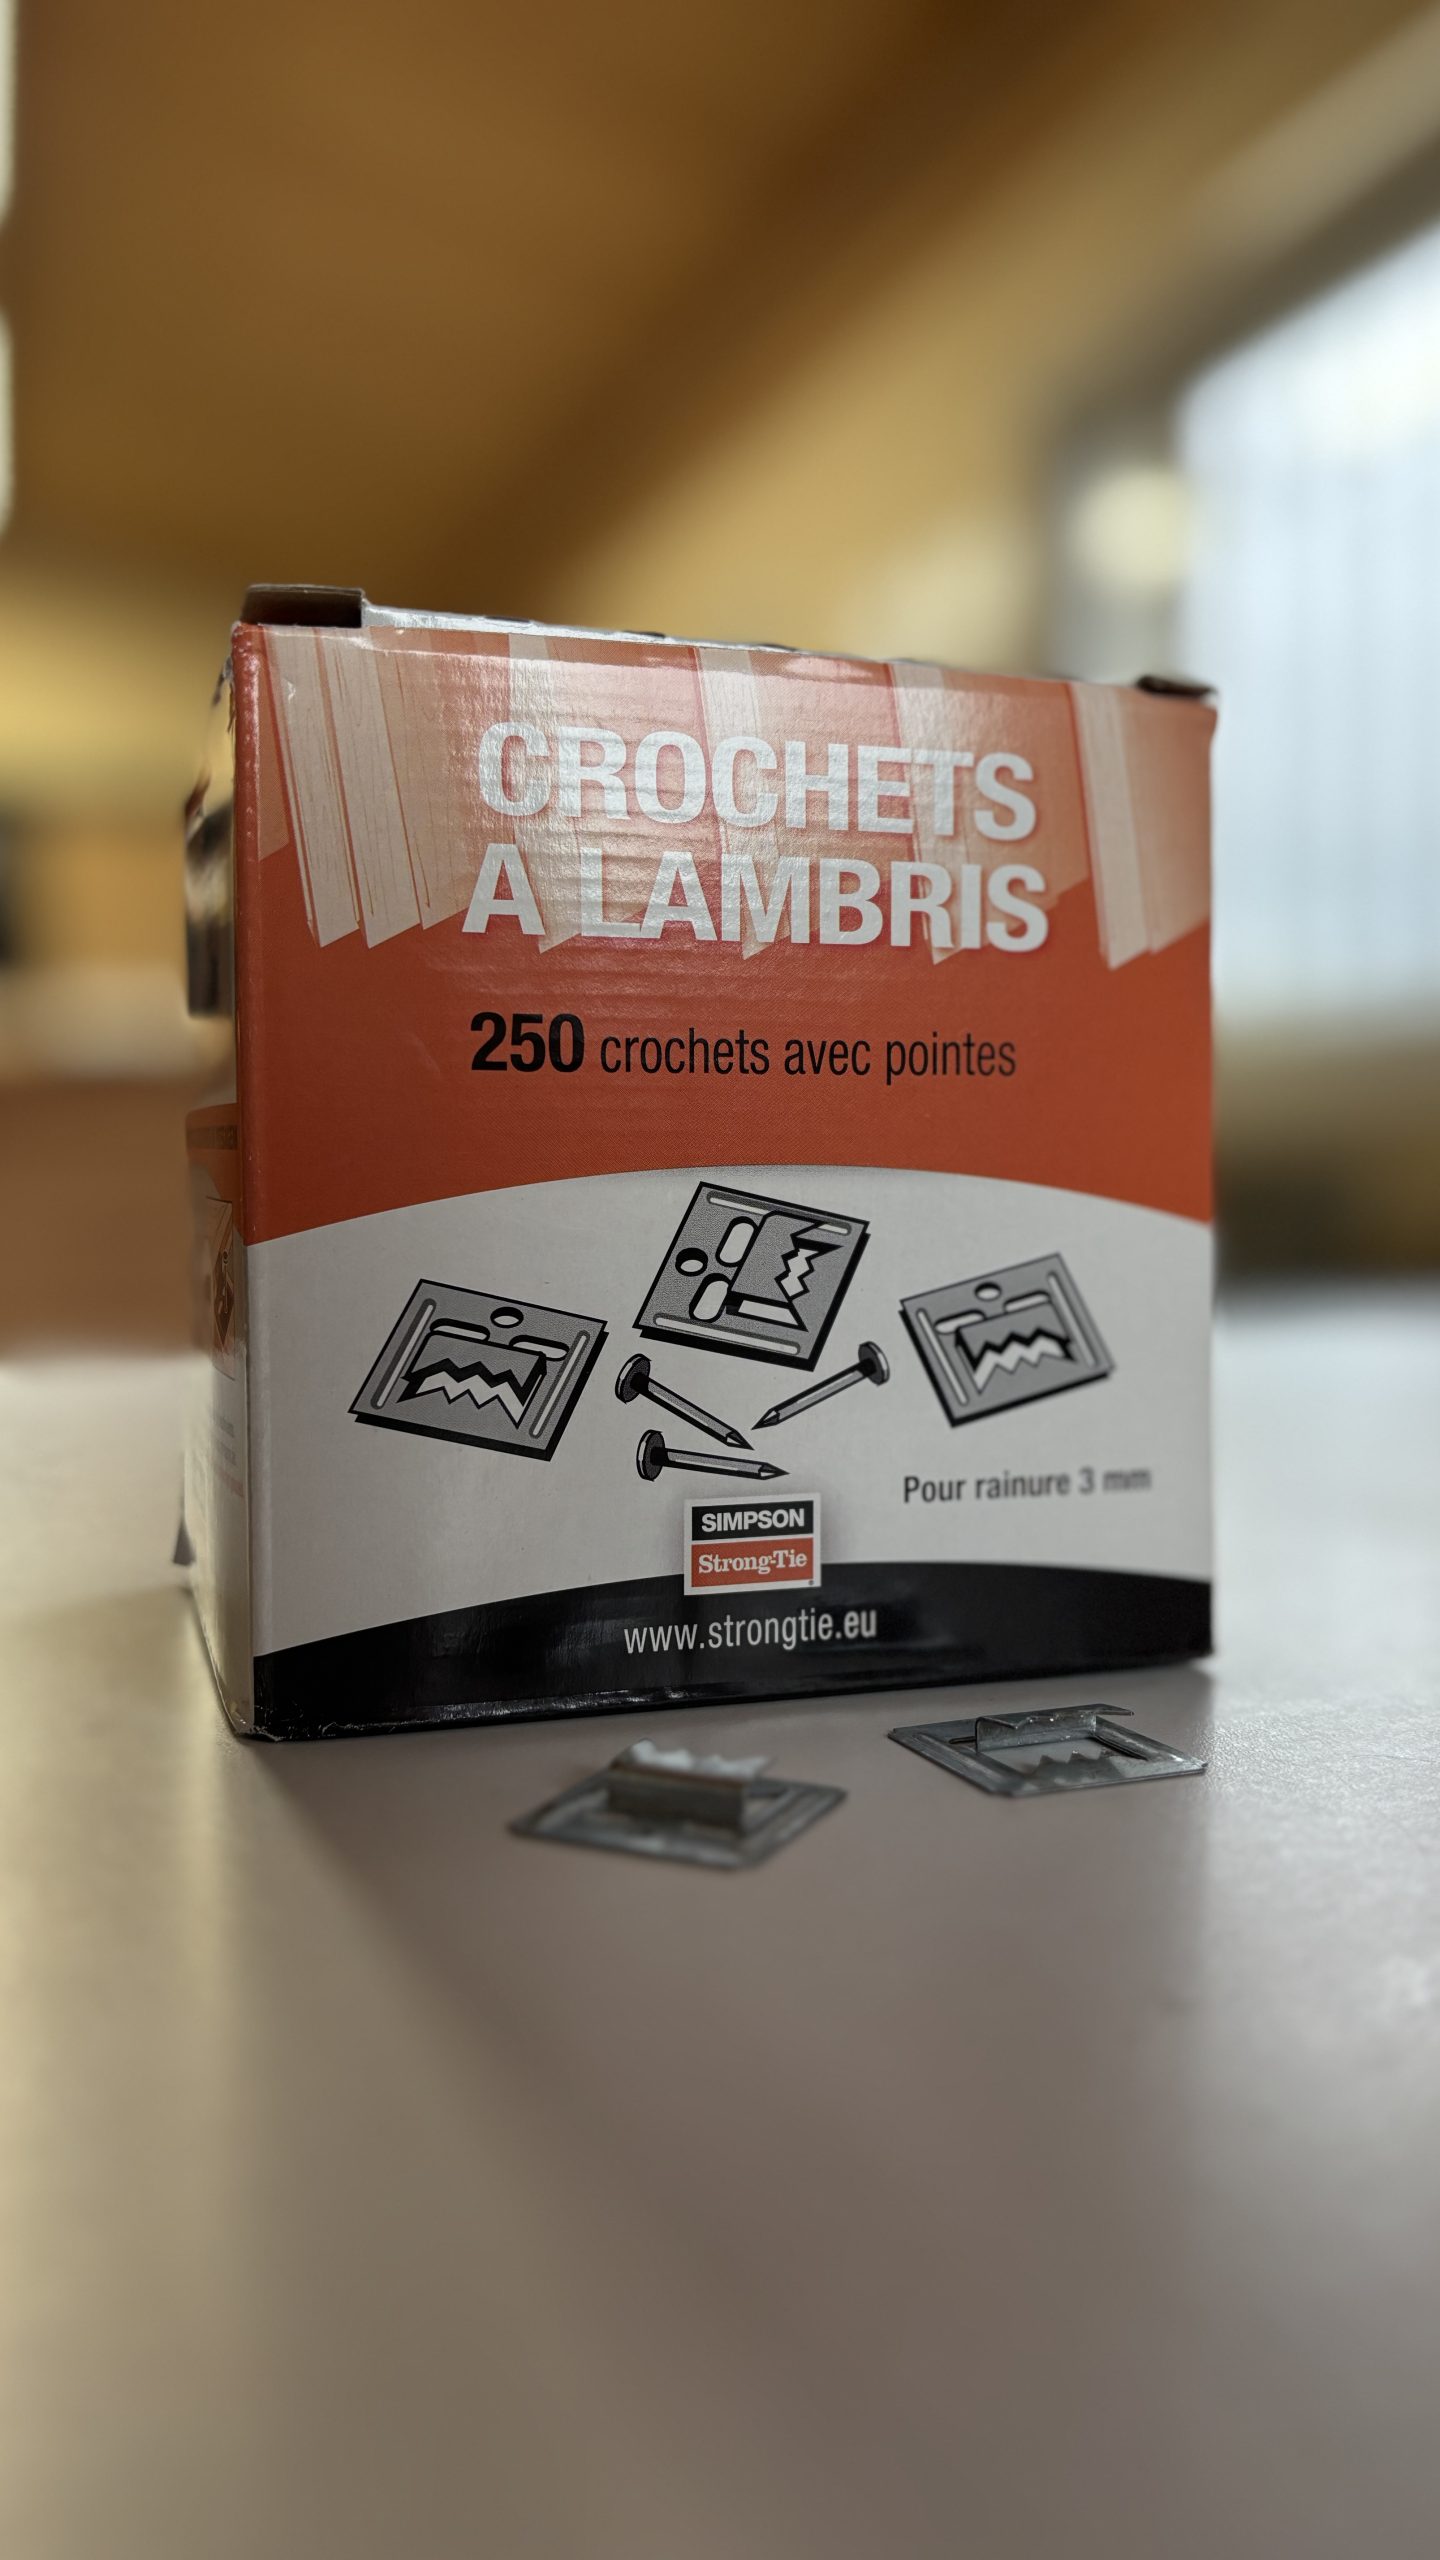 CROCHETS
A LAMBRIS
250 crochets avec pointes
Pour rainure 3 mm
SIMPSON
Strong-Tie
www.strongtie.eu